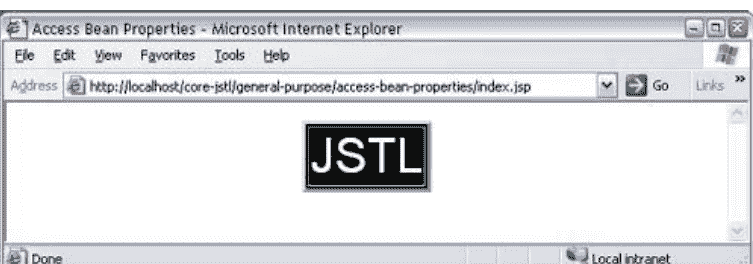 Access Bean Properties - Microsoft Internet Explorer
File Edit View Favorites Tools Help
Address http://localhost/core-jstl/general-purpose/access-bean-properties/index.jsp Go Links »
JSTL
Done Local intranet